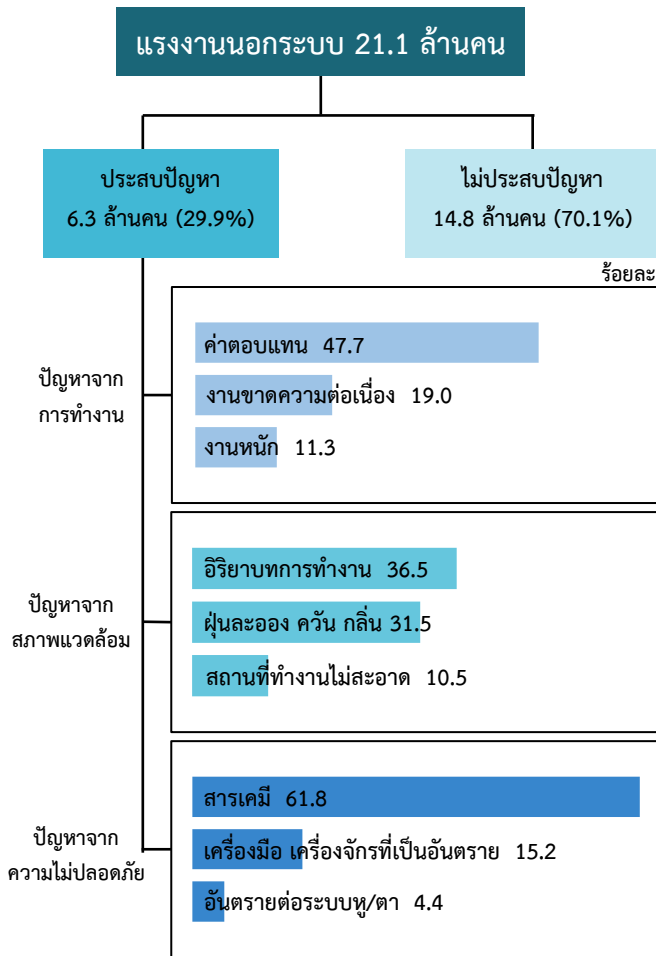 แรงงานนอกระบบ 21.1 ล้านคน
ประสบปัญหา
6.3 ล้านคน (29.9%)
ไม่ประสบปัญหา
14.8 ล้านคน (70.1%)
ร้อยละ
ปัญหาจาก
การทำงาน
ค่าตอบแทน 47.7
งานขาดความต่อเนื่อง 19.0
งานหนัก 11.3
ปัญหาจาก
สภาพแวดล้อม
อิริยาบทการทำงาน 36.5
ฝุ่นละออง ควัน กลิ่น 31.5
สถานที่ทำงานไม่สะอาด 10.5
ปัญหาจาก
ความไม่ปลอดภัย
สารเคมี 61.8
เครื่องมือ เครื่องจักรที่เป็นอันตราย 15.2
อันตรายต่อระบบหู/ตา 4.4